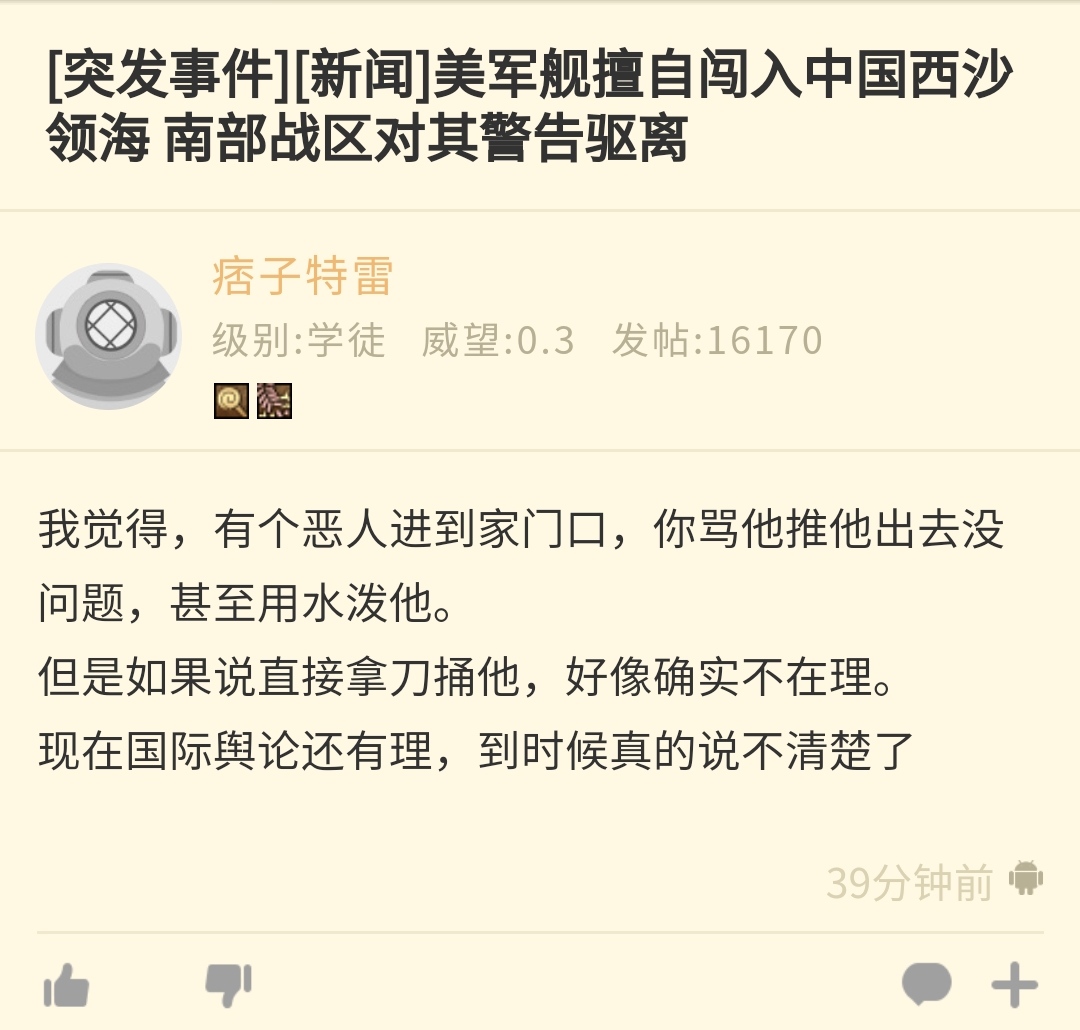 [突发事件][新闻]美军舰擅自闯入中国西沙
领海 南部战区对其警告驱离
痞子特雷
级别:学徒 威望:0.3 发帖:16170
我觉得，有个恶人进到家门口，你骂他推他出去没
问题，甚至用水泼他。
但是如果说直接拿刀捅他，好像确实不在理。
现在国际舆论还有理，到时候真的说不清楚了
39分钟前